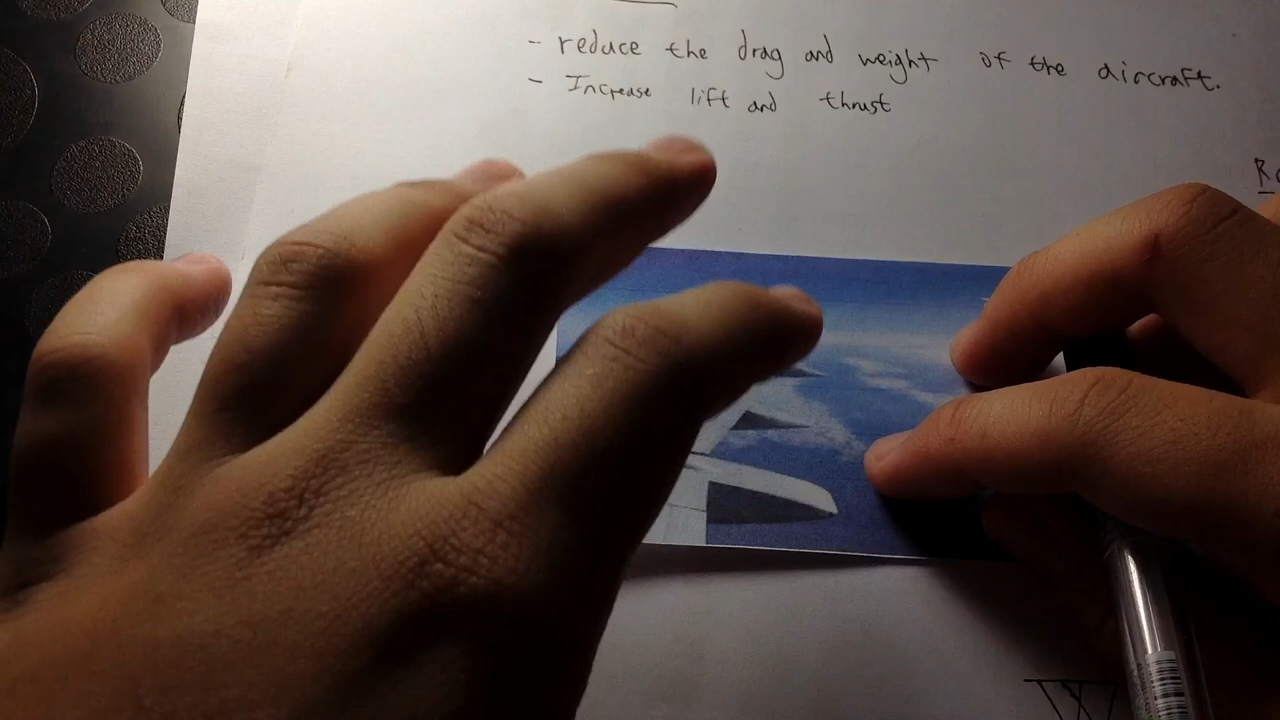 - reduce the drag and weight of the aircraft.
- Increase lift and thrust